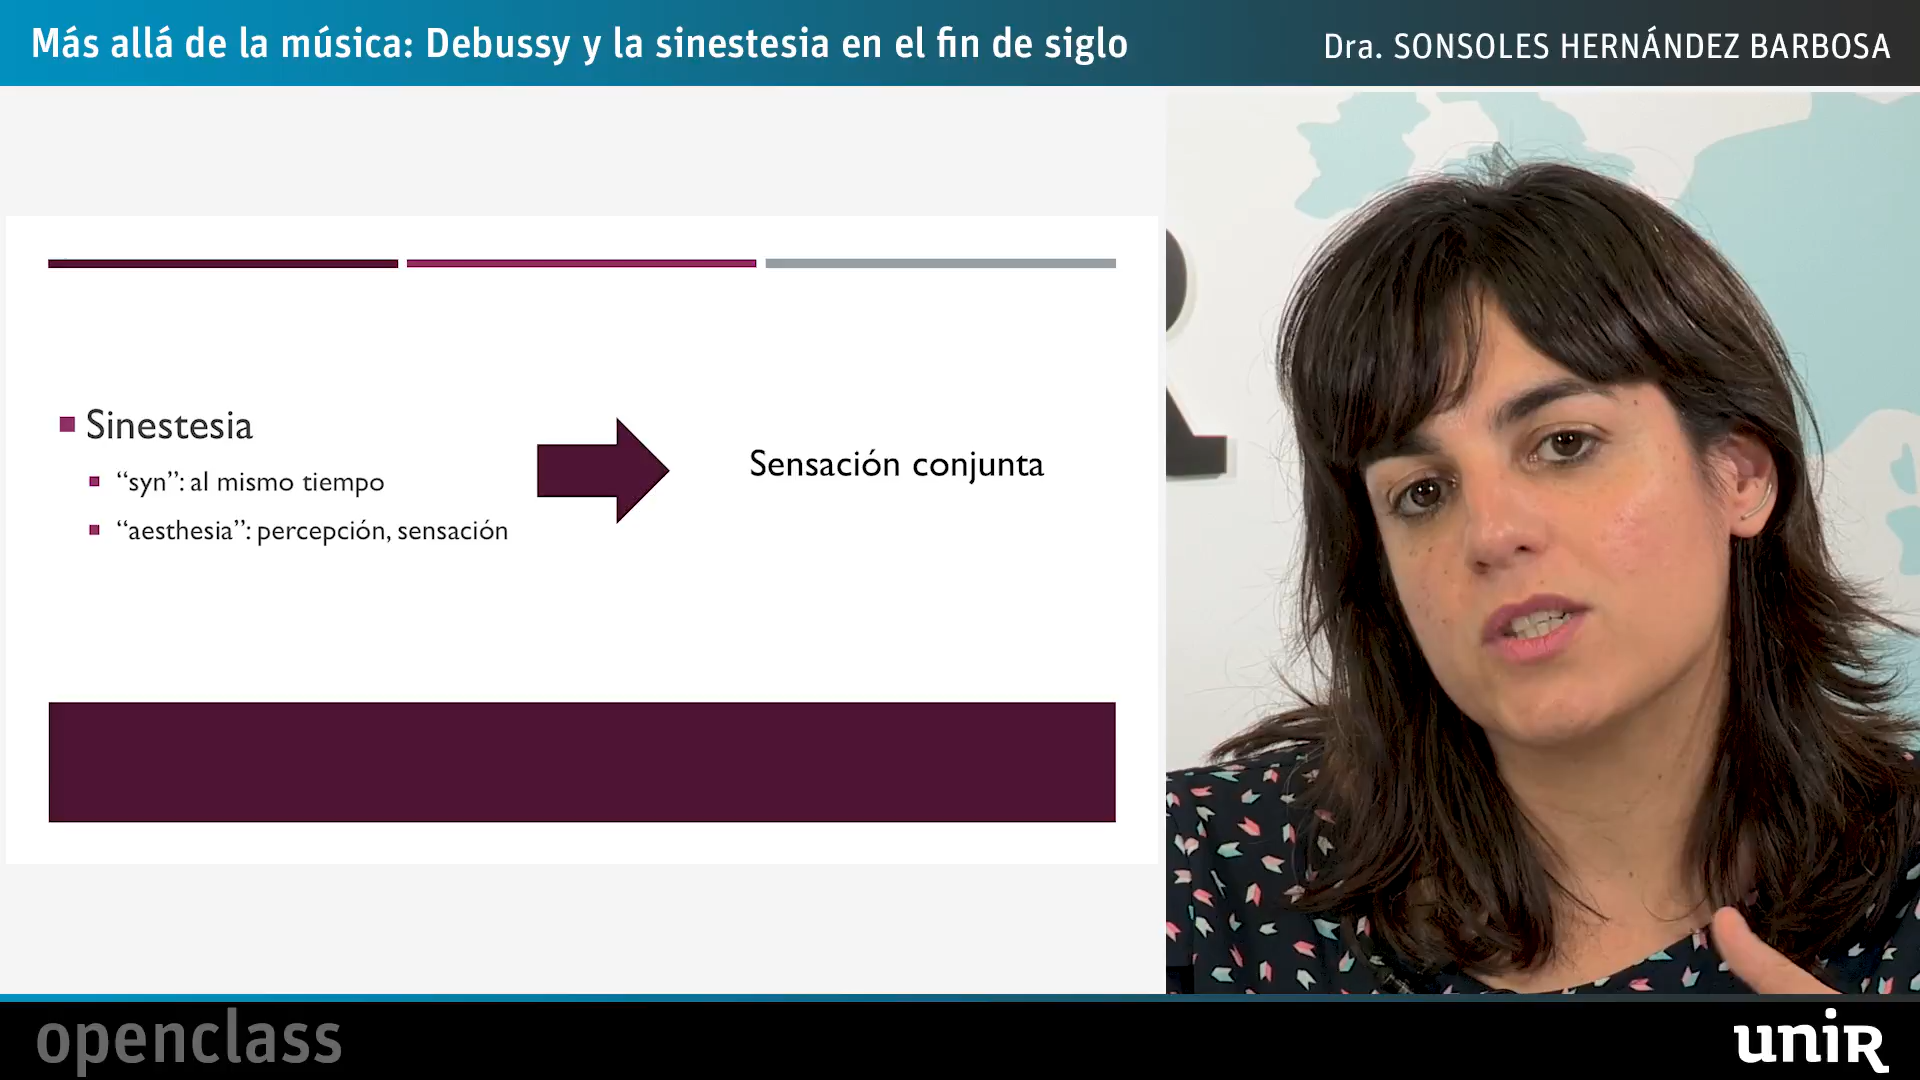 Más allá de la música: Debussy y la sinestesia en el fin de siglo
Dra. SONSOLES HERNÁNDEZ BARBOSA
Sinestesia
“syn”: al mismo tiempo
“aesthesia”: percepción, sensación
Sensación conjunta
R
openclass
uniR